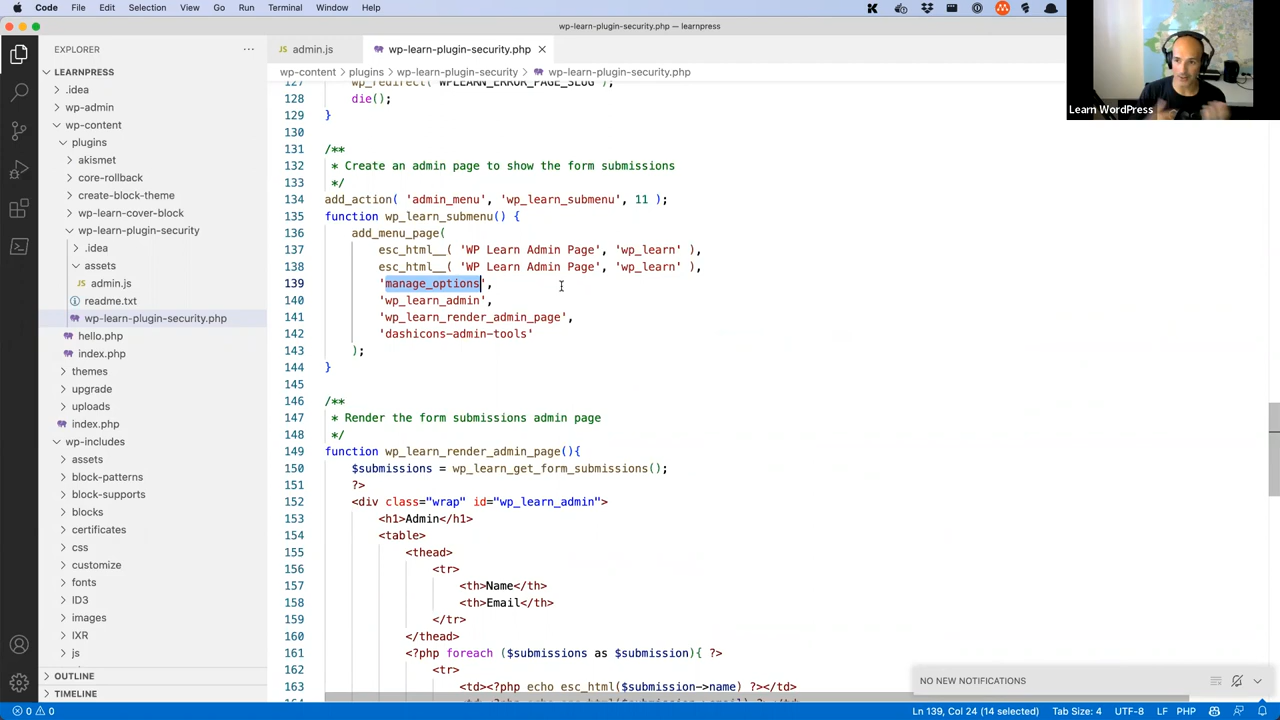 Code File Edit Selection View Go Run Terminal Window Help
wp-learn-plugin-security.php — learnpress
Learn WordPress
EXPLORER
LEARNPRESS
.idea
wp-admin
wp-content
plugins
akismet
core-rollback
create-block-theme
wp-learn-cover-block
wp-learn-plugin-security
.idea
assets
admin.js
readme.txt
wp-learn-plugin-security.php
hello.php
index.php
themes
upgrade
uploads
index.php
wp-includes
assets
block-patterns
block-supports
blocks
certificates
css
customize
fonts
ID3
images
IXR
js
OUTLINE
TIMELINE
admin.js wp-learn-plugin-security.php
wp-content > plugins > wp-learn-plugin-security > wp-learn-plugin-security.php
127 wp_redirect( WPLEARN_ERROR_PAGE_SLUG );
128 die();
129 }
130
131 /**
132 * Create an admin page to show the form submissions
133 */
134 add_action( 'admin_menu', 'wp_learn_submenu', 11 );
135 function wp_learn_submenu() {
136 add_menu_page(
137 esc_html__( 'WP Learn Admin Page', 'wp_learn' ),
138 esc_html__( 'WP Learn Admin Page', 'wp_learn' ),
139 'manage_options',
140 'wp_learn_admin',
141 'wp_learn_render_admin_page',
142 'dashicons-admin-tools'
143 );
144 }
145
146 /**
147 * Render the form submissions admin page
148 */
149 function wp_learn_render_admin_page(){
150 $submissions = wp_learn_get_form_submissions();
151 ?>
152 <div class="wrap" id="wp_learn_admin">
153 <h1>Admin</h1>
154 <table>
155 <thead>
156 <tr>
157 <th>Name</th>
158 <th>Email</th>
159 </tr>
160 </thead>
161 <?php foreach ($submissions as $submission){ ?>
162 <tr>
163 <td><?php echo esc_html($submission->name) ?></td>
NO NEW NOTIFICATIONS
0 0
Ln 139, Col 24 (14 selected) Tab Size: 4 UTF-8 LF PHP